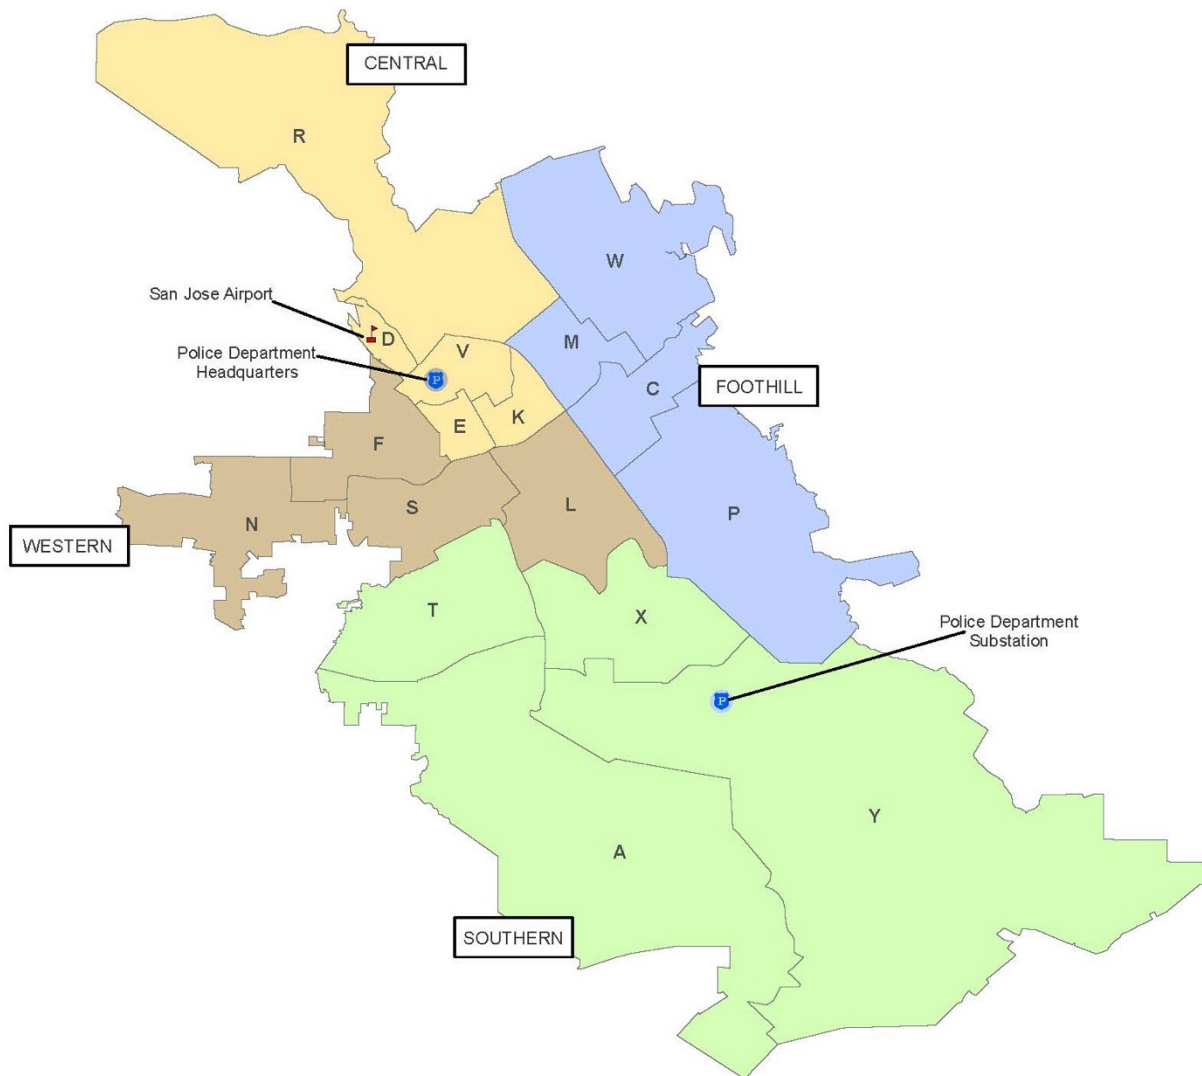 CENTRAL
R
W
San Jose Airport
D
V
M
Police Department
Headquarters
P
C
FOOTHILL
E
K
F
N
S
L
P
WESTERN
T
X
Police Department
Substation
P
A
Y
SOUTHERN